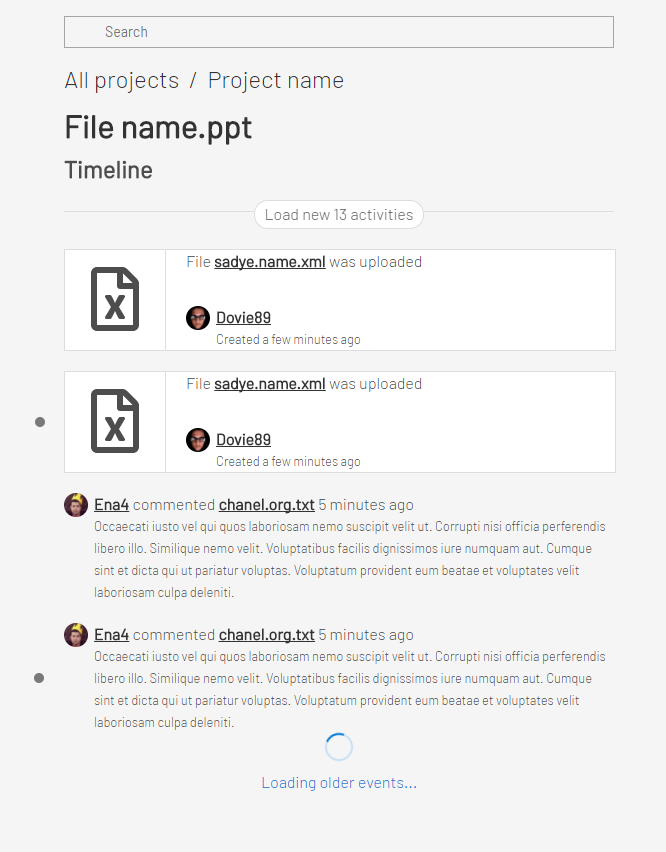 Search
All projects / Project name
File name.ppt
Timeline
Load new 13 activities
File sadye.name.xml was uploaded
Dovie89
Created a few minutes ago
File sadye.name.xml was uploaded
Dovie89
Created a few minutes ago
Ena4 commented chanel.org.txt 5 minutes ago
Occaecati iusto vel qui quos laboriosam nemo suscipit velit ut. Corrupti nisi officia perferendis
libero illo. Similique nemo velit. Voluptatibus facilis dignissimos iure numquam aut. Cumque
sint et dicta qui ut pariatur voluptas. Voluptatum provident eum beatae et voluptates velit
laboriosam culpa deleniti.
Ena4 commented chanel.org.txt 5 minutes ago
Occaecati iusto vel qui quos laboriosam nemo suscipit velit ut. Corrupti nisi officia perferendis
libero illo. Similique nemo velit. Voluptatibus facilis dignissimos iure numquam aut. Cumque
sint et dicta qui ut pariatur voluptas. Voluptatum provident eum beatae et voluptates velit
laboriosam culpa deleniti.
Loading older events...